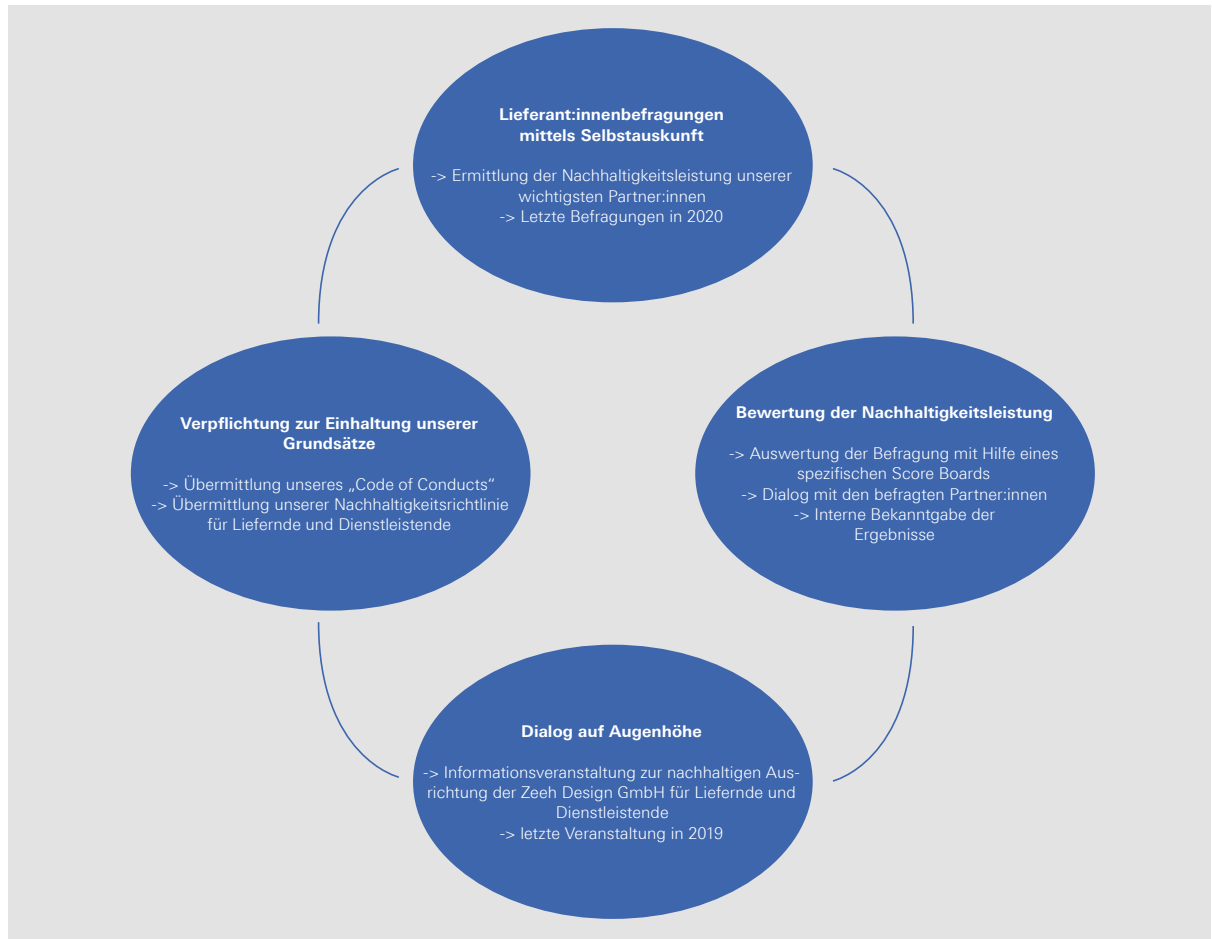 Lieferant:innenbefragungen
mittels Selbstauskunft
-> Ermittlung der Nachhaltigkeitsleistung unserer
wichtigsten Partner:innen
-> Letzte Befragungen in 2020
Verpflichtung zur Einhaltung unserer
Grundsätze
-> Übermittlung unseres „Code of Conducts“
-> Übermittlung unserer Nachhaltigkeitsrichtlinie
für Liefernde und Dienstleistende
Bewertung der Nachhaltigkeitsleistung
-> Auswertung der Befragung mit Hilfe eines
spezifischen Score Boards
-> Dialog mit den befragten Partner:innen
-> Interne Bekanntgabe der
Ergebnisse
Dialog auf Augenhöhe
-> Informationsveranstaltung zur nachhaltigen Aus-
richtung der Zeeh Design GmbH für Liefernde und
Dienstleistende
-> letzte Veranstaltung in 2019